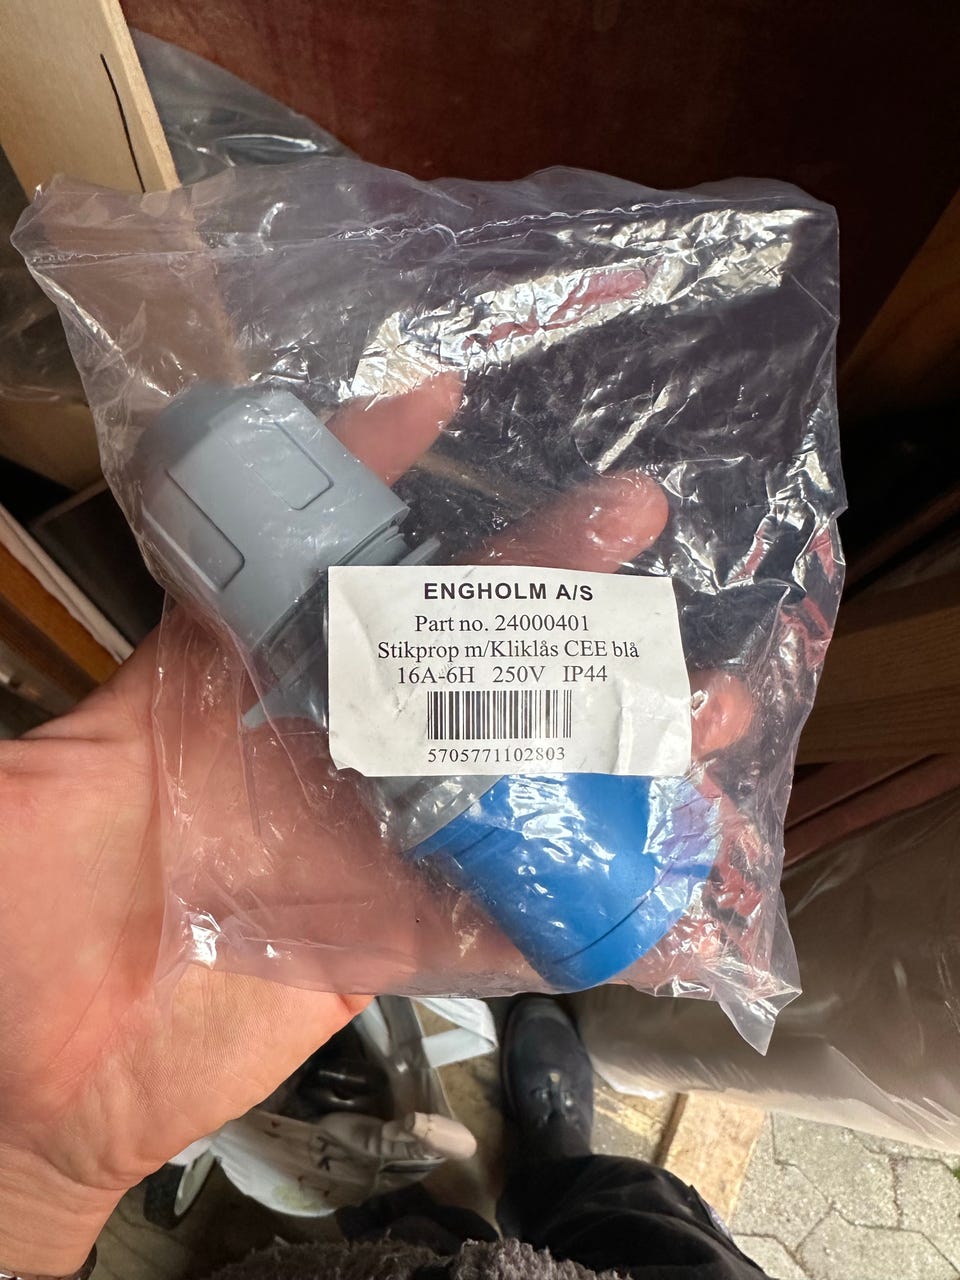 ENGHOLM A/S
Part no. 24000401
Stikprop m/Kliklås CEE blå
16A-6H 250V IP44
5705771102803